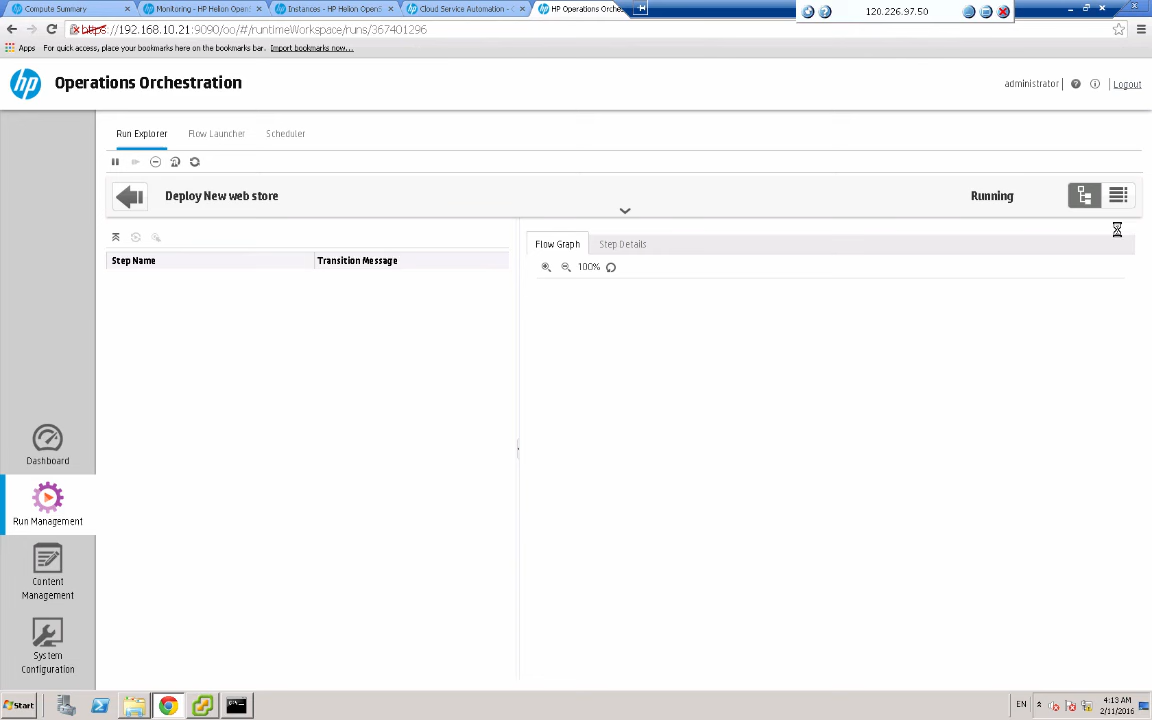 Compute Summary
Monitoring - HP Helion Open
Instances - HP Helion OpenS
Cloud Service Automation - C
HP Operations Orches
120.226.97.50
https://192.168.10.21:9090/oo/#/runtimeWorkspace/runs/367401296
Apps For quick access, place your bookmarks here on the bookmarks bar. Import bookmarks now...
hp Operations Orchestration
administrator
Logout
Run Explorer
Flow Launcher
Scheduler
Deploy New web store
Running
Flow Graph
Step Details
Step Name
Transition Message
100%
Dashboard
Run Management
Content
Management
System
Configuration
Start
EN
4:13 AM
2/11/2016